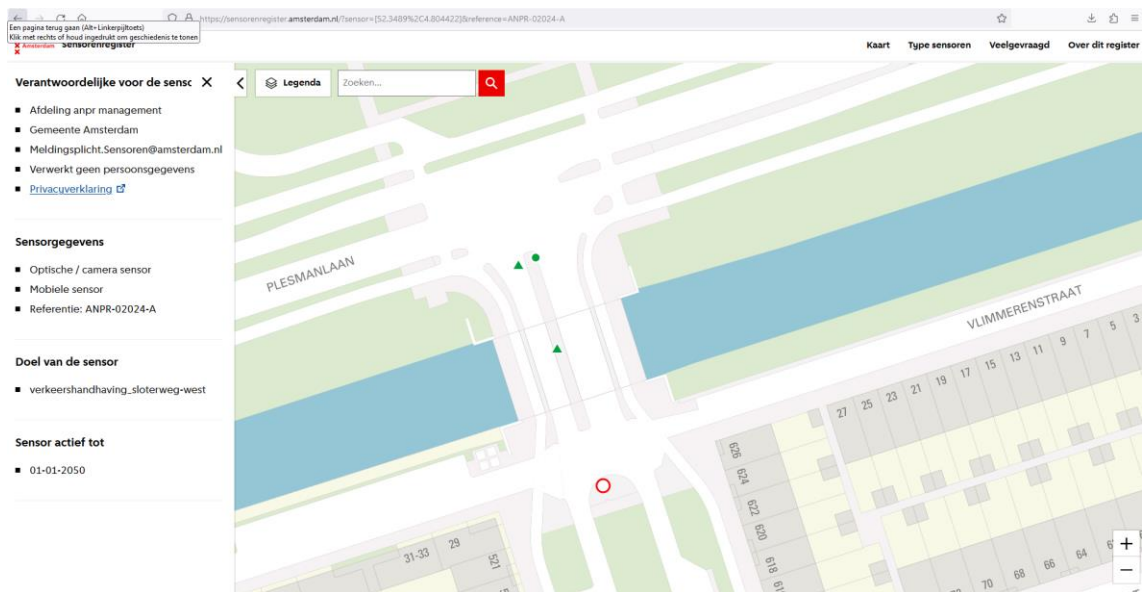 https://sensorenregister.amsterdam.nl/?sensor=[52.3489%2C4.804422]&reference=ANPR-02024-A
Een pagina terug gaan (Alt+Linkerpijltoets)
Klik met rechts of houd ingedrukt om geschiedenis te tonen
Amsterdam Sensorenregister
Kaart Type sensoren Veelgevraagd Over dit register
Verantwoordelijke voor de sensc
Afdeling anpr management
Gemeente Amsterdam
Meldingsplicht.Sensoren@amsterdam.nl
Verwerkt geen persoonsgegevens
Privacyverklaring
Sensorgegevens
Optische / camera sensor
Mobiele sensor
Referentie: ANPR-02024-A
Doel van de sensor
verkeershandhaving_sloterweg-west
Sensor actief tot
01-01-2050
Legenda
Zoeken...
PLESMANLAAN
VLIMMERENSTRAAT
27 25 23 21 19 17 15 13 11 9 7 5 3
626
624
622
620
618
31-33 29
521
70 68 66 64
+
−